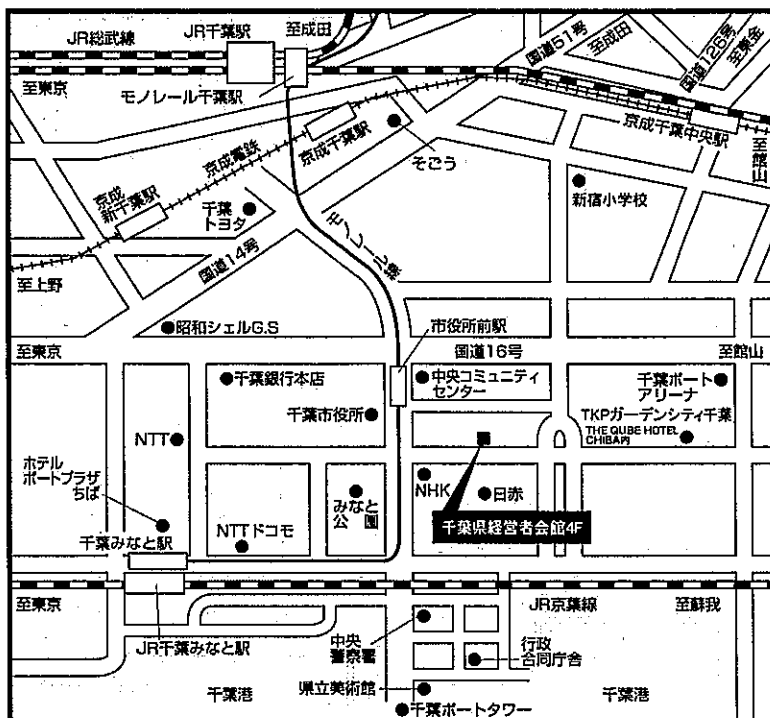 JR総武線
JR千葉駅
至成田
国道51号
至成田
国道126号
至東金
至東京
モノレール千葉駅
京成千葉駅
そごう
京成千葉中央駅
至館山
京成電鉄
京成
新千葉駅
千葉
トヨタ
新宿小学校
モノレール線
国道14号
至上野
昭和シェルG.S
市役所前駅
至東京
国道16号
至館山
千葉銀行本店
中央コミュニティ
センター
千葉ポート
アリーナ
千葉市役所
TKPガーデンシティ千葉
THE QUBE HOTEL
CHIBA内
NTT
ホテル
ポートプラザ
ちば
NHK
日赤
みなと
公園
千葉県経営者会館4F
NTTドコモ
千葉みなと駅
至東京
JR京葉線
至蘇我
JR千葉みなと駅
中央
警察署
行政
合同庁舎
千葉港
県立美術館
千葉港
千葉ポートタワー